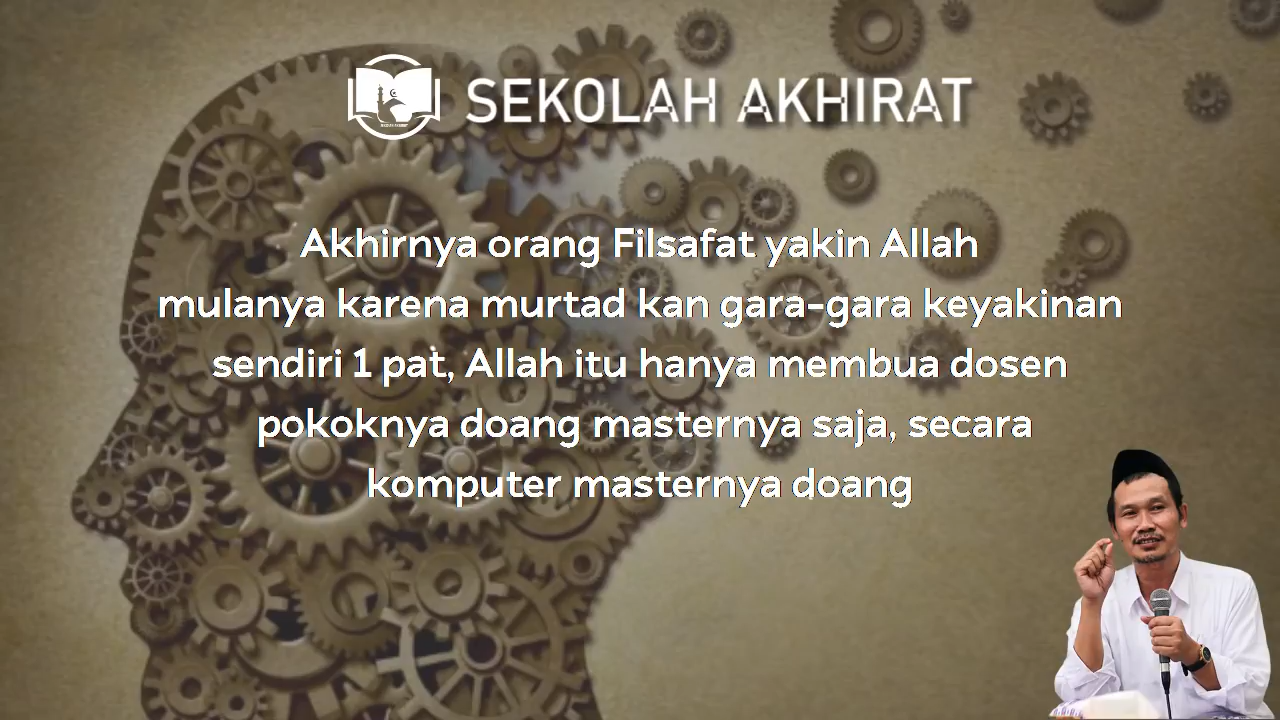 SEKOLAH AKHIRAT
Akhirnya orang Filsafat yakin Allah
mulanya karena murtad kan gara-gara keyakinan
sendiri 1 pat, Allah itu hanya membua dosen
pokoknya doang masternya saja, secara
komputer masternya doang